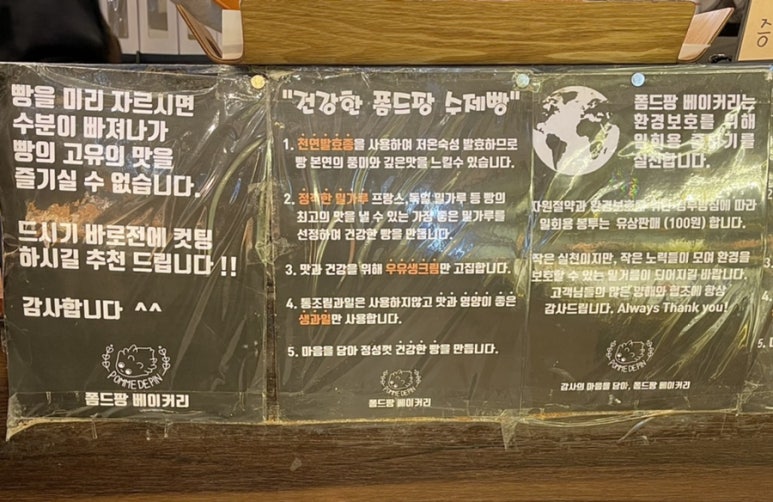 증
빵을 미리 자르시면
수분이 빠져나가
빵의 고유의 맛을
즐기실 수 없습니다.
드시기 바로전에 컷팅
하시길 추천 드립니다 !!
감사합니다 ^^
POMME DE PIN
폼드팡 베이커리
"건강한 폼드팡 수제빵"
1. 천연발효종을 사용하여 저온숙성 발효하므로
빵 본연의 풍미와 깊은맛을 느낄수 있습니다.
2. 정직한 밀가루 프랑스, 독일 밀가루 등 빵의
최고의 맛을 낼 수 있는 가장 좋은 밀가루를
선정하여 건강한 빵을 만듭니다.
3. 맛과 건강을 위해 우유생크림만 고집합니다.
4. 통조림과일은 사용하지않고 맛과 영양이 좋은
생과일만 사용합니다.
5. 마음을 담아 정성껏 건강한 빵을 만듭니다.
POMME DE PIN
폼드팡 베이커리
폼드팡 베이커리는
환경보호를 위해
일회용 줄이기를
실천합니다.
자원절약과 환경보호를 위한 정부방침에 따라
일회용 봉투는 유상판매 (100원) 합니다.
작은 실천이지만, 작은 노력들이 모여 환경을
보호할 수 있는 밑거름이 되어지길 바랍니다.
고객님들의 많은 양해와 협조에 항상
감사드립니다. Always Thank you!
POMME DE PIN
감사의 마음을 담아, 폼드팡 베이커리